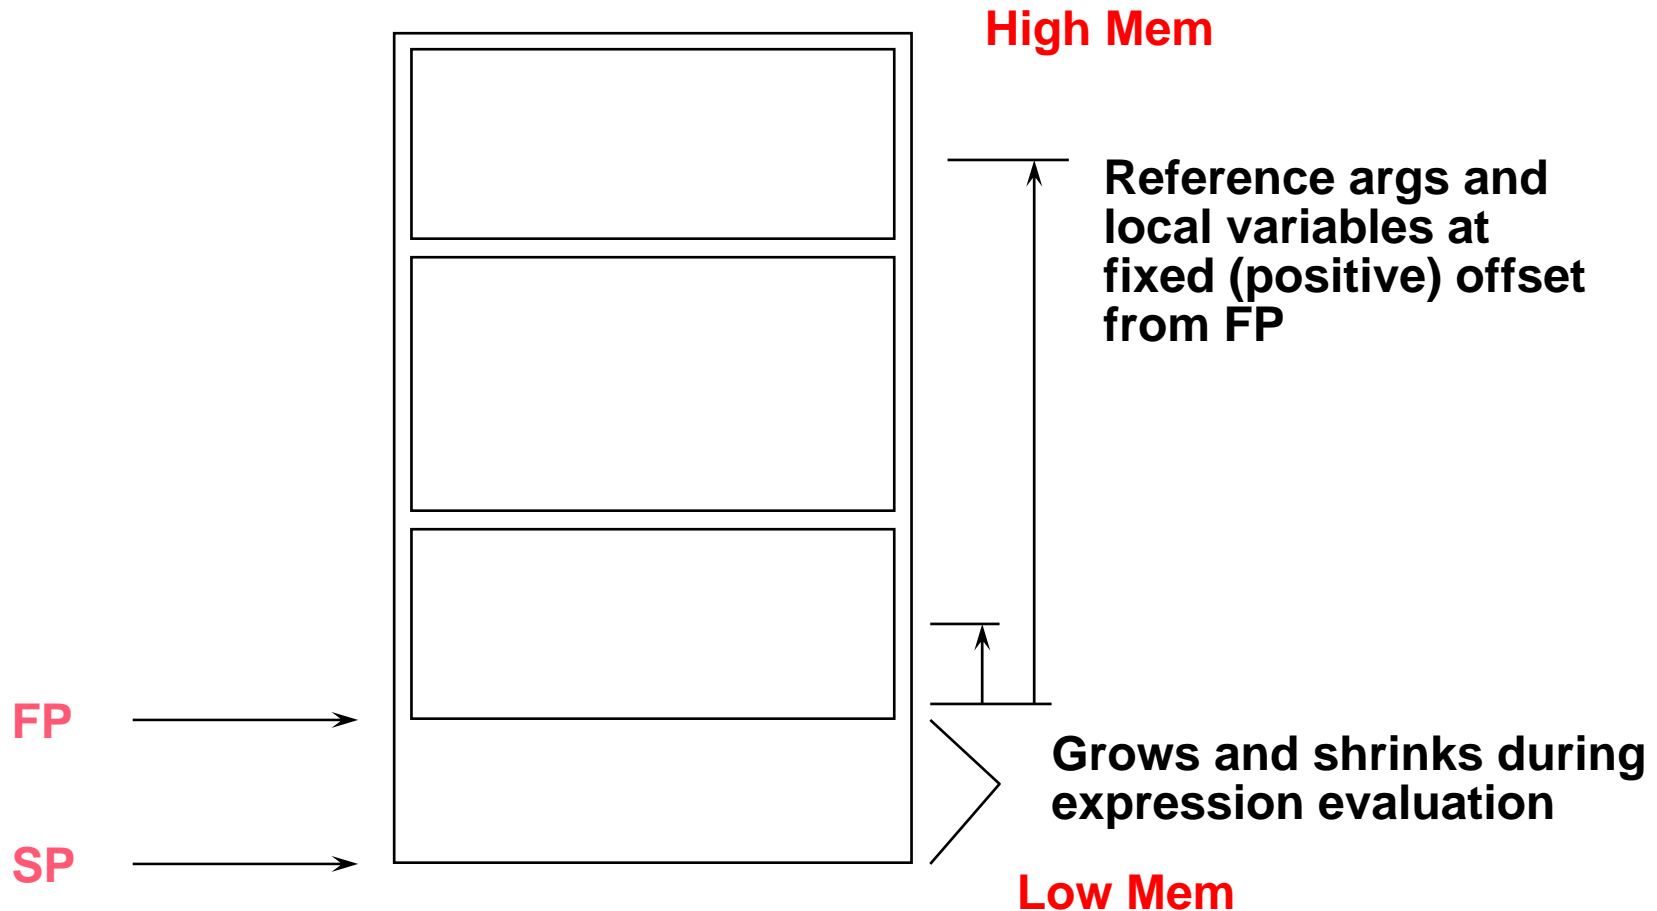 High Mem
Reference args and
local variables at
fixed (positive) offset
from FP
FP
Grows and shrinks during
expression evaluation
SP
Low Mem